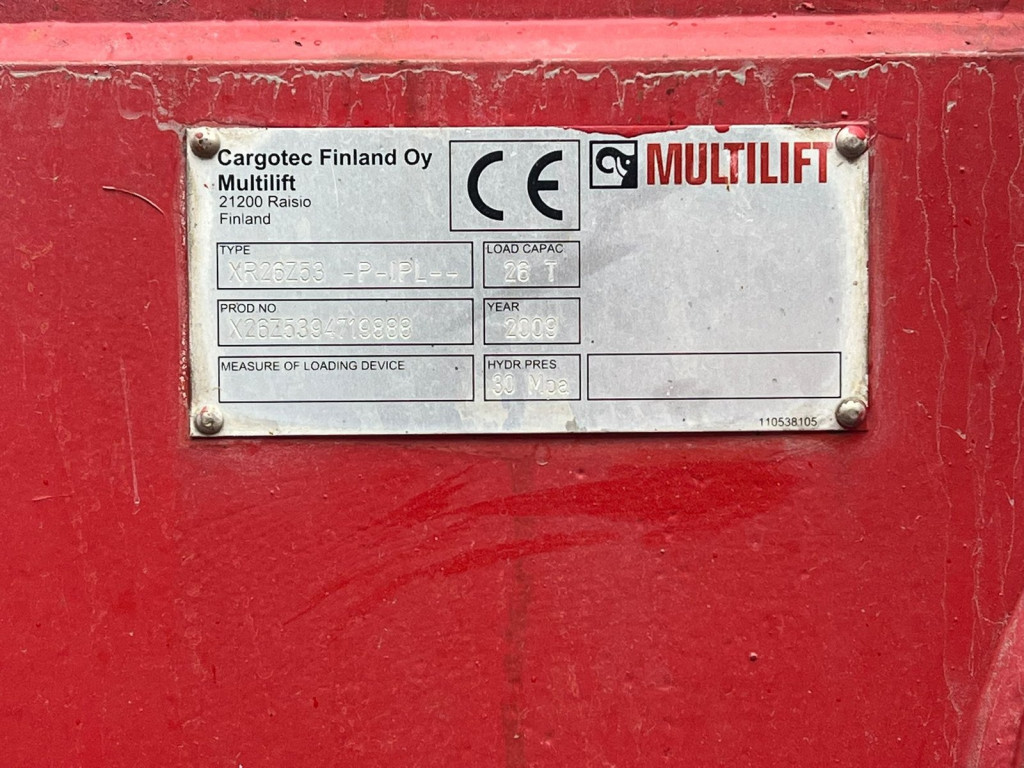 Cargotec Finland Oy
Multilift
21200 Raisio
Finland
CE
MULTILIFT
TYPE
XR26Z53 -P-IPL--
LOAD CAPAC
26 T
PROD NO
X26Z5394719888
YEAR
2009
MEASURE OF LOADING DEVICE
HYDR PRES
30 Mpa
110538105